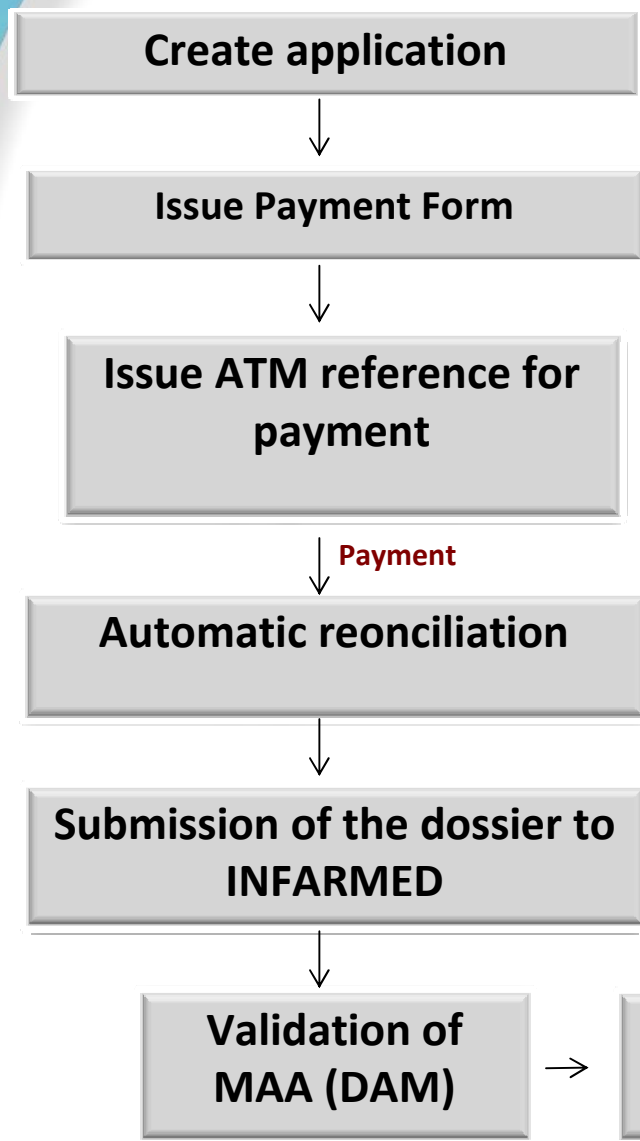 Create application
Issue Payment Form
Issue ATM reference for
payment
Payment
Automatic reonciliation
Submission of the dossier to
INFARMED
Validation of
MAA (DAM)